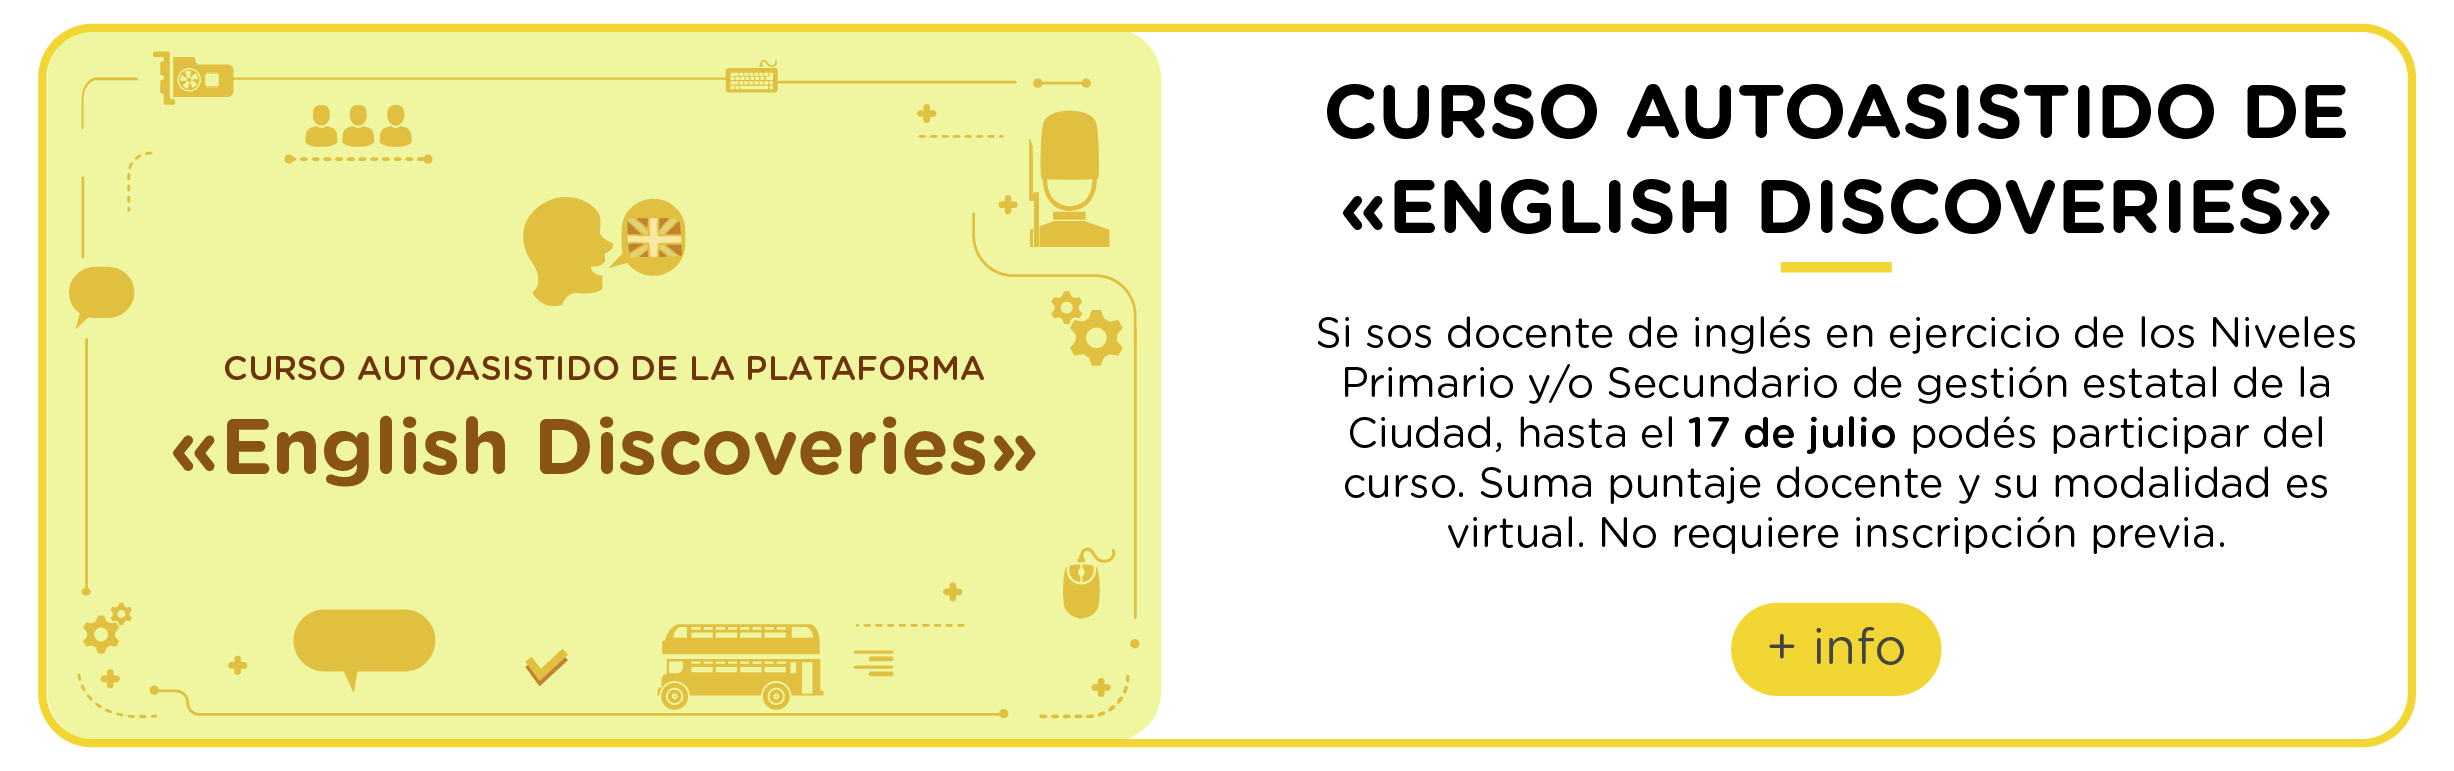 CURSO AUTOASISTIDO DE LA PLATAFORMA
«English Discoveries»
CURSO AUTOASISTIDO DE
«ENGLISH DISCOVERIES»
Si sos docente de inglés en ejercicio de los Niveles
Primario y/o Secundario de gestión estatal de la
Ciudad, hasta el 17 de julio podés participar del
curso. Suma puntaje docente y su modalidad es
virtual. No requiere inscripción previa.
+ info